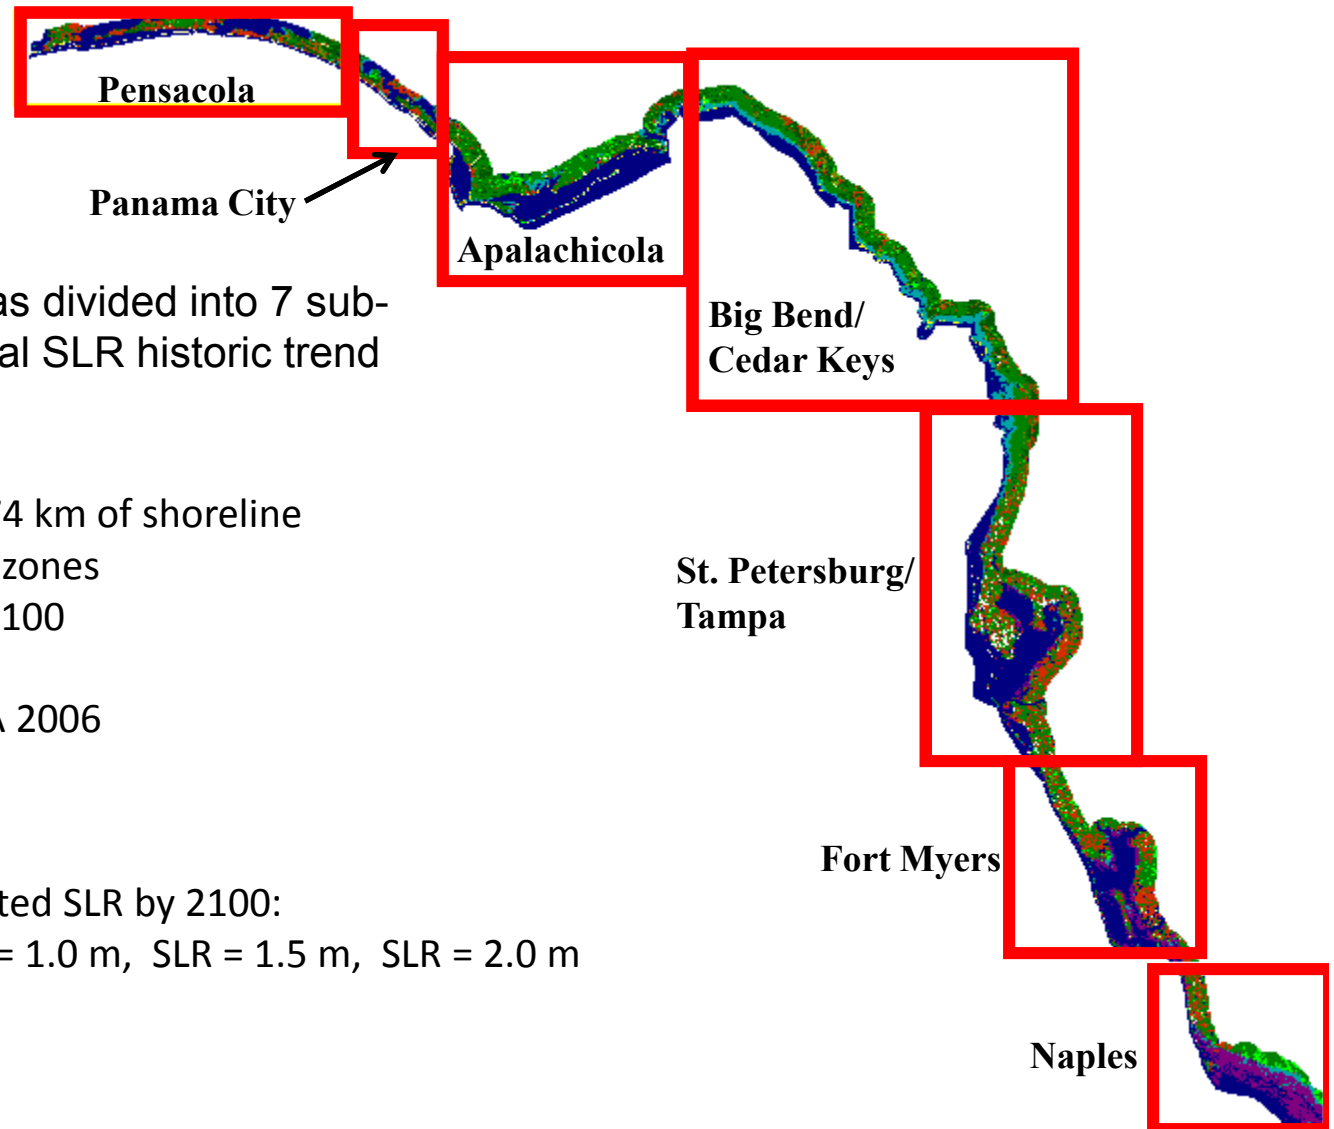 Pensacola
Panama City
Apalachicola
as divided into 7 sub-
al SLR historic trend
Big Bend/
Cedar Keys
74 km of shoreline
zones
100
A 2006
St. Petersburg/
Tampa
Fort Myers
ted SLR by 2100:
= 1.0 m, SLR = 1.5 m, SLR = 2.0 m
Naples